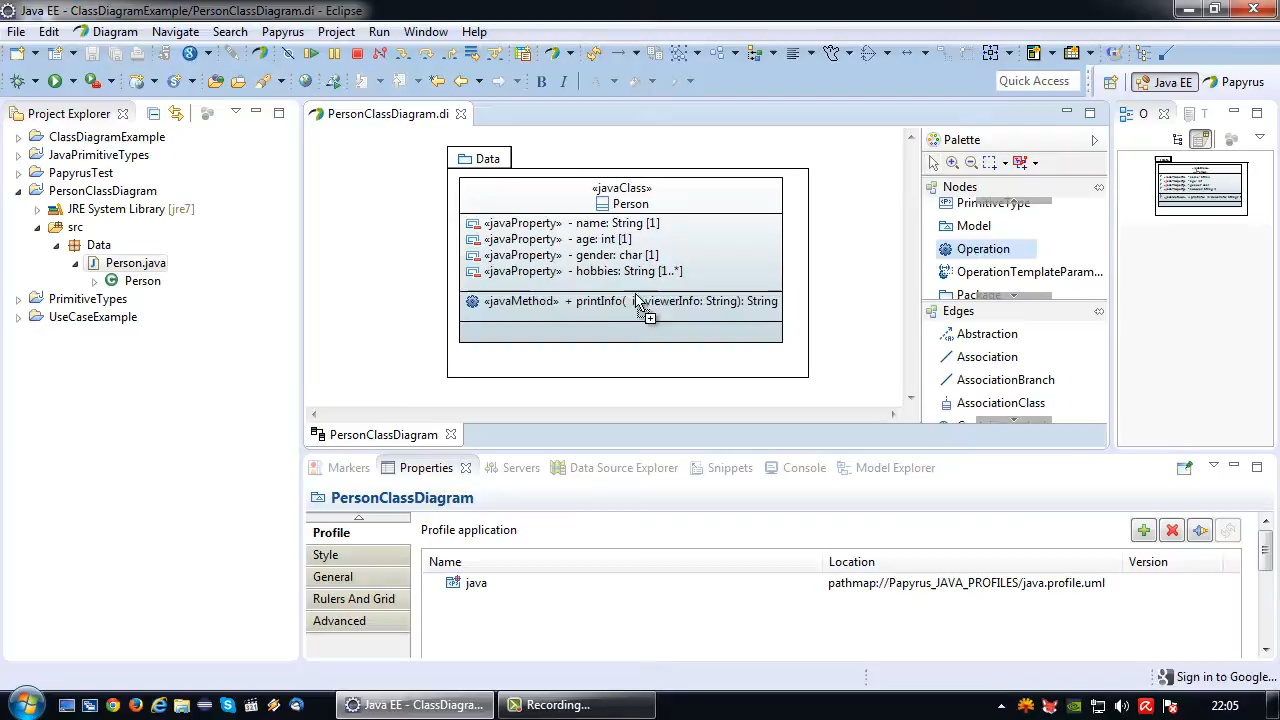 Java EE - ClassDiagramExample/PersonClassDiagram.di - Eclipse
File Edit Diagram Navigate Search Papyrus Project Run Window Help
Quick Access Java EE Papyrus
Project Explorer
ClassDiagramExample
JavaPrimitiveTypes
PapyrusTest
PersonClassDiagram
JRE System Library [jre7]
src
Data
Person.java
Person
PrimitiveTypes
UseCaseExample
PersonClassDiagram.di
Data
«javaClass»
Person
«javaProperty» - name: String [1]
«javaProperty» - age: int [1]
«javaProperty» - gender: char [1]
«javaProperty» - hobbies: String [1..*]
«javaMethod» + printInfo( viewerInfo: String): String
PersonClassDiagram
Palette
Nodes
PrimitiveType
Model
Operation
OperationTemplateParam...
Edges
Abstraction
Association
AssociationBranch
AssociationClass
O T
Markers Properties Servers Data Source Explorer Snippets Console Model Explorer
PersonClassDiagram
Profile
Style
General
Rulers And Grid
Advanced
Profile application
Name Location Version
java pathmap://Papyrus_JAVA_PROFILES/java.profile.uml
Sign in to Google...
Java EE - ClassDiagra...
Recording...
22:05